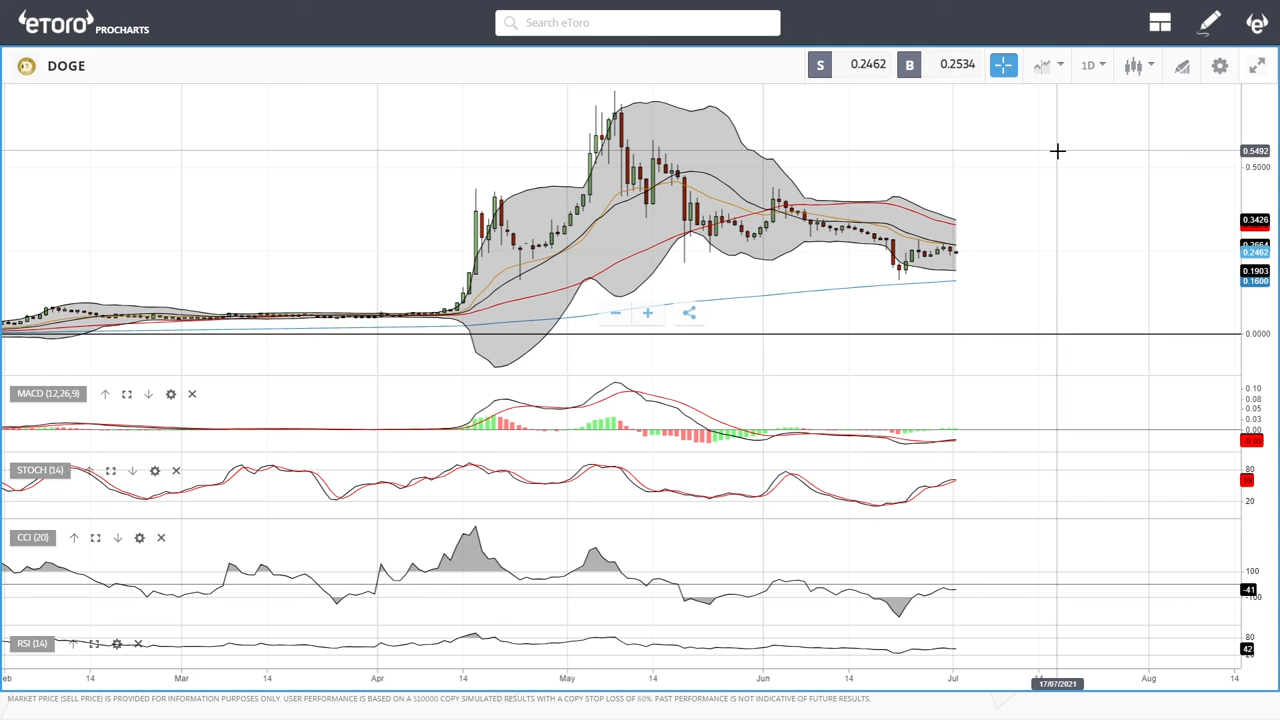 eToro PROCHARTS
Search eToro
DOGE
S 0.2462 B 0.2534
1D
0.5492
0.5000
0.3426
0.2664
0.2462
0.1903
0.1600
0.0000
MACD (12,26,9)
0.10
0.08
0.05
0.03
0.00
STOCH (14)
80
20
CCI (20)
100
-41
-100
RSI (14)
80
42
eb 14 Mar 14 Apr 14 May 14 Jun 14 Jul 14 Aug 14
17/07/2021
MARKET PRICE (SELL PRICE) IS PROVIDED FOR INFORMATION PURPOSES ONLY. USER PERFORMANCE IS BASED ON A $10000 COPY SIMULATED RESULTS WITH A COPY STOP LOSS OF 60%. PAST PERFORMANCE IS NOT INDICATIVE OF FUTURE RESULTS.